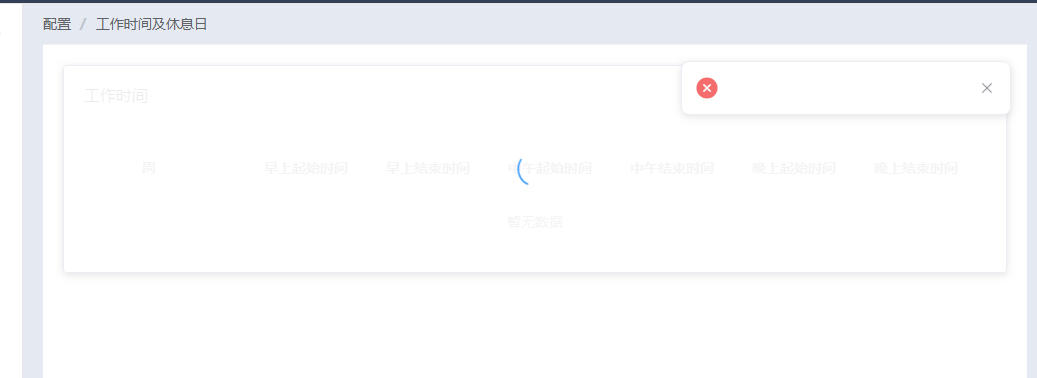 配置 / 工作时间及休息日
工作时间
周 早上起始时间 早上结束时间 中午起始时间 中午结束时间 晚上起始时间 晚上结束时间
暂无数据